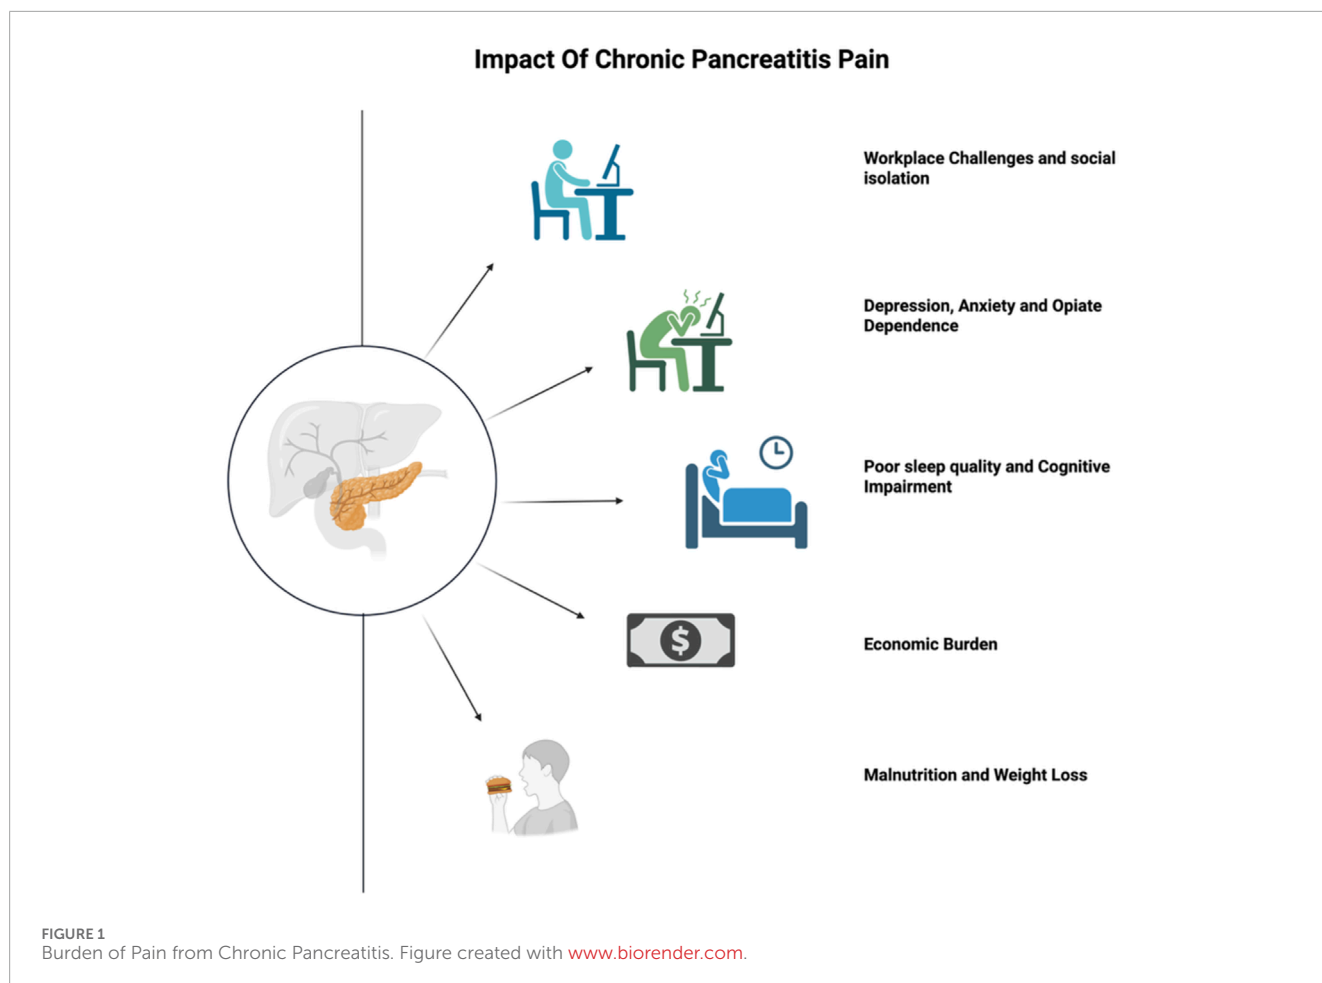 Impact Of Chronic Pancreatitis Pain
Workplace Challenges and social
isolation
Depression, Anxiety and Opiate
Dependence
Poor sleep quality and Cognitive
Impairment
$
Economic Burden
Malnutrition and Weight Loss
FIGURE 1
Burden of Pain from Chronic Pancreatitis. Figure created with www.biorender.com.